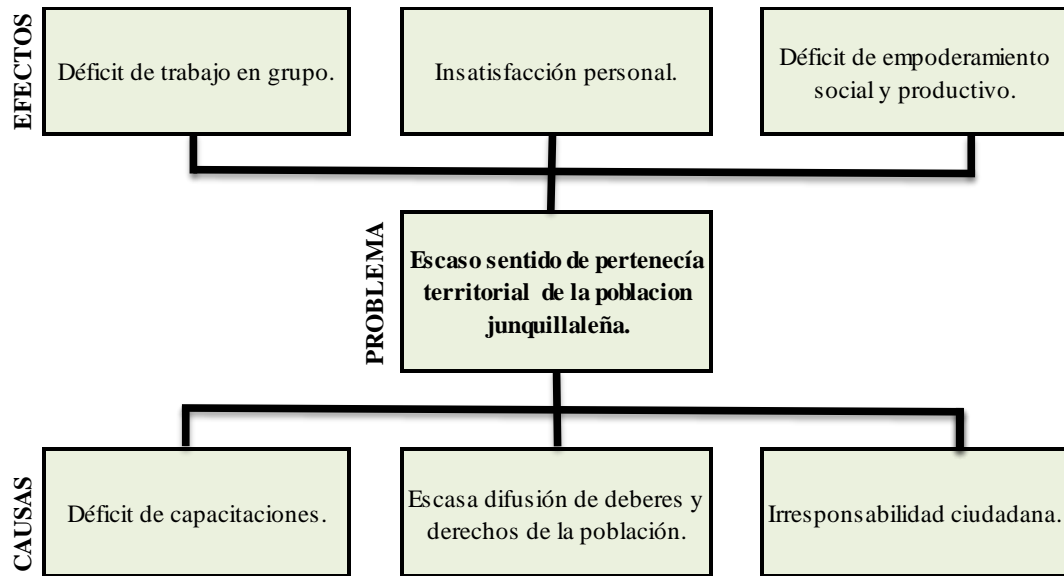 EFECTOS
Déficit de trabajo en grupo.
Insatisfacción personal.
Déficit de empoderamiento
social y productivo.
PROBLEMA
Escaso sentido de pertenecía
territorial de la poblacion
junquillaleña.
CAUSAS
Déficit de capacitaciones.
Escasa difusión de deberes y
derechos de la población.
Irresponsabilidad ciudadana.